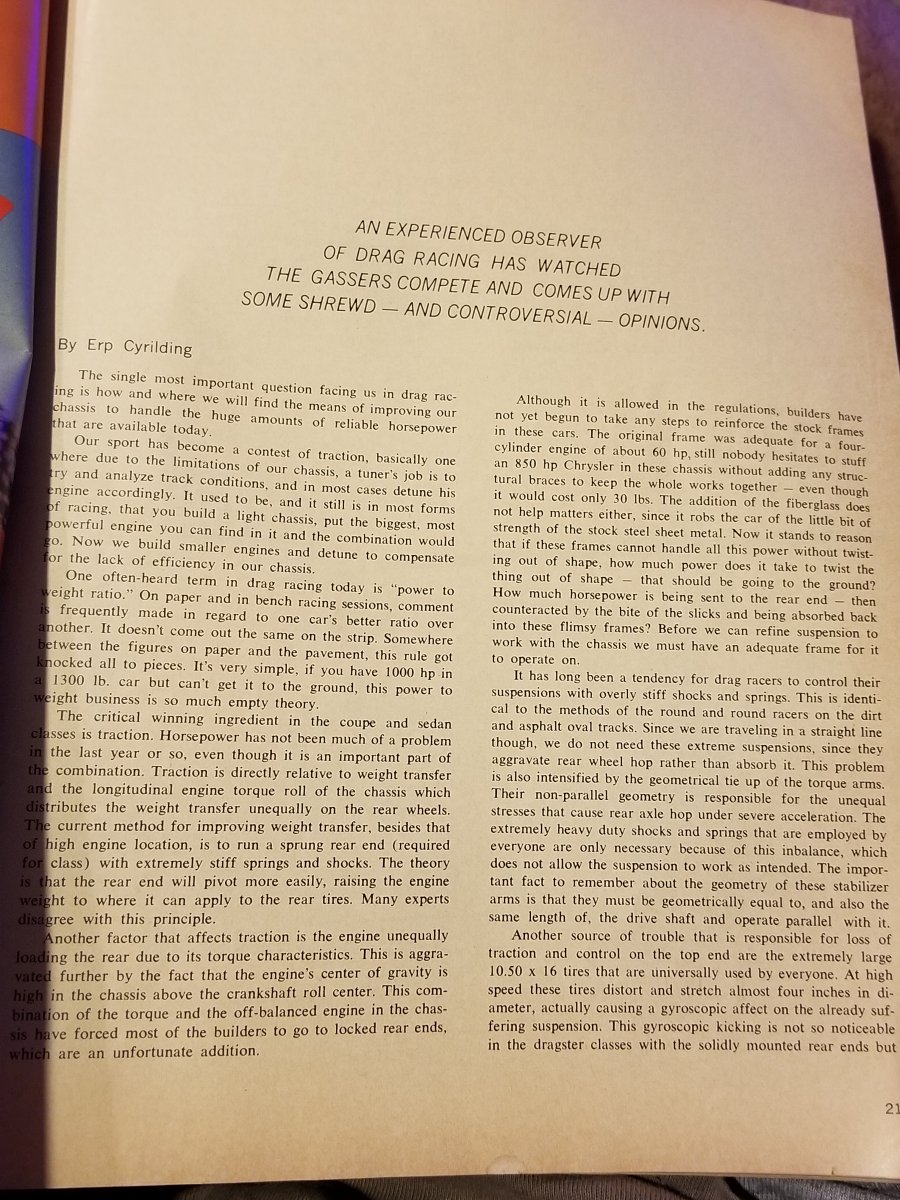 AN EXPERIENCED OBSERVER
OF DRAG RACING HAS WATCHED
THE GASSERS COMPETE AND COMES UP WITH
SOME SHREWD — AND CONTROVERSIAL — OPINIONS.
By Erp Cyrilding
The single most important question facing us in drag rac-
ing is how and where we will find the means of improving our
chassis to handle the huge amounts of reliable horsepower
that are available today.
Our sport has become a contest of traction, basically one
where due to the limitations of our chassis, a tuner's job is to
try and analyze track conditions, and in most cases detune his
engine accordingly. It used to be, and it still is in most forms
of racing, that you build a light chassis, put the biggest, most
powerful engine you can find in it and the combination would
go. Now we build smaller engines and detune to compensate
for the lack of efficiency in our chassis.
One often-heard term in drag racing today is "power to
weight ratio." On paper and in bench racing sessions, comment
is frequently made in regard to one car's better ratio over
another. It doesn't come out the same on the strip. Somewhere
between the figures on paper and the pavement, this rule got
knocked all to pieces. It's very simple, if you have 1000 hp in
a 1300 lb. car but can't get it to the ground, this power to
weight business is so much empty theory.
The critical winning ingredient in the coupe and sedan
classes is traction. Horsepower has not been much of a problem
in the last year or so, even though it is an important part of
the combination. Traction is directly relative to weight transfer
and the longitudinal engine torque roll of the chassis which
distributes the weight transfer unequally on the rear wheels.
The current method for improving weight transfer, besides that
of high engine location, is to run a sprung rear end (required
for class) with extremely stiff springs and shocks. The theory
is that the rear end will pivot more easily, raising the engine
weight to where it can apply to the rear tires. Many experts
disagree with this principle.
Another factor that affects traction is the engine unequally
loading the rear due to its torque characteristics. This is aggra-
vated further by the fact that the engine's center of gravity is
high in the chassis above the crankshaft roll center. This com-
bination of the torque and the off-balanced engine in the chas-
sis have forced most of the builders to go to locked rear ends,
which are an unfortunate addition.
Although it is allowed in the regulations, builders have
not yet begun to take any steps to reinforce the stock frames
in these cars. The original frame was adequate for a four-
cylinder engine of about 60 hp, still nobody hesitates to stuff
an 850 hp Chrysler in these chassis without adding any struc-
tural braces to keep the whole works together — even though
it would cost only 30 lbs. The addition of the fiberglass does
not help matters either, since it robs the car of the little bit of
strength of the stock steel sheet metal. Now it stands to reason
that if these frames cannot handle all this power without twist-
ing out of shape, how much power does it take to twist the
thing out of shape — that should be going to the ground?
How much horsepower is being sent to the rear end — then
counteracted by the bite of the slicks and being absorbed back
into these flimsy frames? Before we can refine suspension to
work with the chassis we must have an adequate frame for it
to operate on.
It has long been a tendency for drag racers to control their
suspensions with overly stiff shocks and springs. This is identi-
cal to the methods of the round and round racers on the dirt
and asphalt oval tracks. Since we are traveling in a straight line
though, we do not need these extreme suspensions, since they
aggravate rear wheel hop rather than absorb it. This problem
is also intensified by the geometrical tie up of the torque arms.
Their non-parallel geometry is responsible for the unequal
stresses that cause rear axle hop under severe acceleration. The
extremely heavy duty shocks and springs that are employed by
everyone are only necessary because of this inbalance, which
does not allow the suspension to work as intended. The impor-
tant fact to remember about the geometry of these stabilizer
arms is that they must be geometrically equal to, and also the
same length of, the drive shaft and operate parallel with it.
Another source of trouble that is responsible for loss of
traction and control on the top end are the extremely large
10.50 x 16 tires that are universally used by everyone. At high
speed these tires distort and stretch almost four inches in di-
ameter, actually causing a gyroscopic affect on the already suf-
fering suspension. This gyroscopic kicking is not so noticeable
in the dragster classes with the solidly mounted rear ends but
21